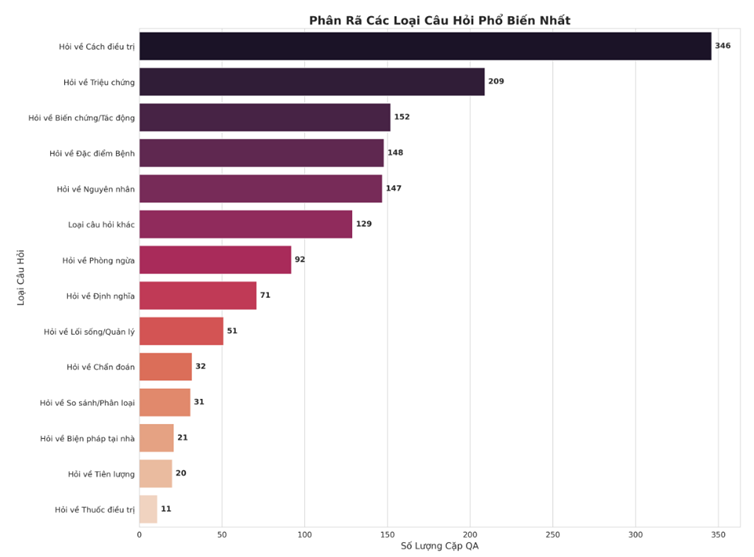 Phân Rã Các Loại Câu Hỏi Phổ Biến Nhất
Hỏi về Cách điều trị 346
Hỏi về Triệu chứng 209
Hỏi về Biến chứng/Tác động 152
Hỏi về Đặc điểm Bệnh 148
Hỏi về Nguyên nhân 147
Loại câu hỏi khác 129
Hỏi về Phòng ngừa 92
Hỏi về Định nghĩa 71
Hỏi về Lối sống/Quản lý 51
Hỏi về Chẩn đoán 32
Hỏi về So sánh/Phân loại 31
Hỏi về Biện pháp tại nhà 21
Hỏi về Tiên lượng 20
Hỏi về Thuốc điều trị 11
Loại Câu Hỏi
0 50 100 150 200 250 300 350
Số Lượng Cặp QA